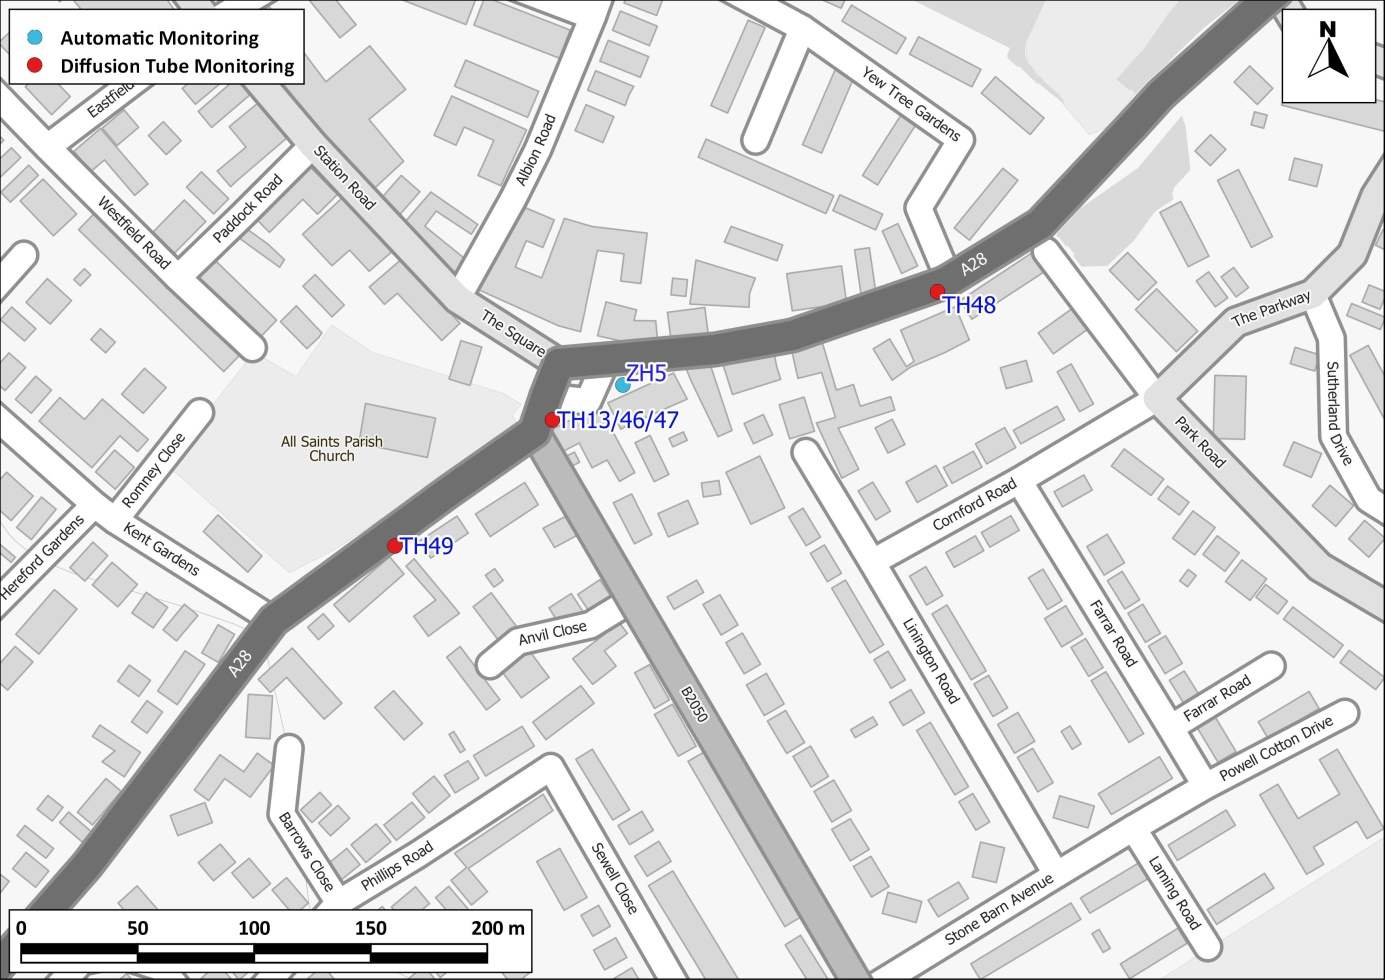 Automatic Monitoring
Diffusion Tube Monitoring
N
Eastfield
Station Road
Albion Road
Yew Tree Gardens
Westfield Road
Paddock Road
A28
TH48
The Parkway
The Square
ZH5
TH13/46/47
Sutherland Drive
All Saints Parish
Church
Romney Close
Park Road
Cornford Road
Hereford Gardens
Kent Gardens
TH49
Anvil Close
A28
B2050
Linington Road
Farrar Road
Farrar Road
Powell Cotton Drive
Barrows Close
Phillips Road
Sewell Close
Stone Barn Avenue
Laming Road
0 50 100 150 200 m